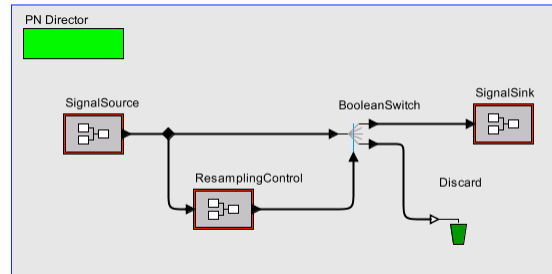 PN Director
SignalSource
BooleanSwitch
SignalSink
ResamplingControl
Discard